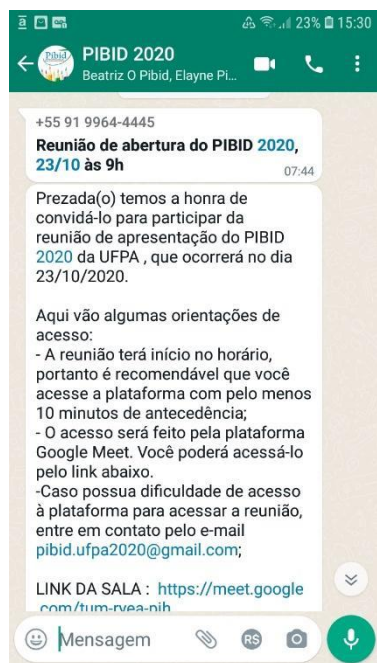 23% 15:30
PIBID 2020
Beatriz O Pibid, Elayne Pi...
+55 91 9964-4445
Reunião de abertura do PIBID 2020,
23/10 às 9h
07:44
Prezada(o) temos a honra de
convidá-lo para participar da
reunião de apresentação do PIBID
2020 da UFPA , que ocorrerá no dia
23/10/2020.
Aqui vão algumas orientações de
acesso:
- A reunião terá início no horário,
portanto é recomendável que você
acesse a plataforma com pelo menos
10 minutos de antecedência;
- O acesso será feito pela plataforma
Google Meet. Você poderá acessá-lo
pelo link abaixo.
-Caso possua dificuldade de acesso
à plataforma para acessar a reunião,
entre em contato pelo e-mail
pibid.ufpa2020@gmail.com;
LINK DA SALA : https://meet.google
.com/tum-rvea-pih
Mensagem
R$